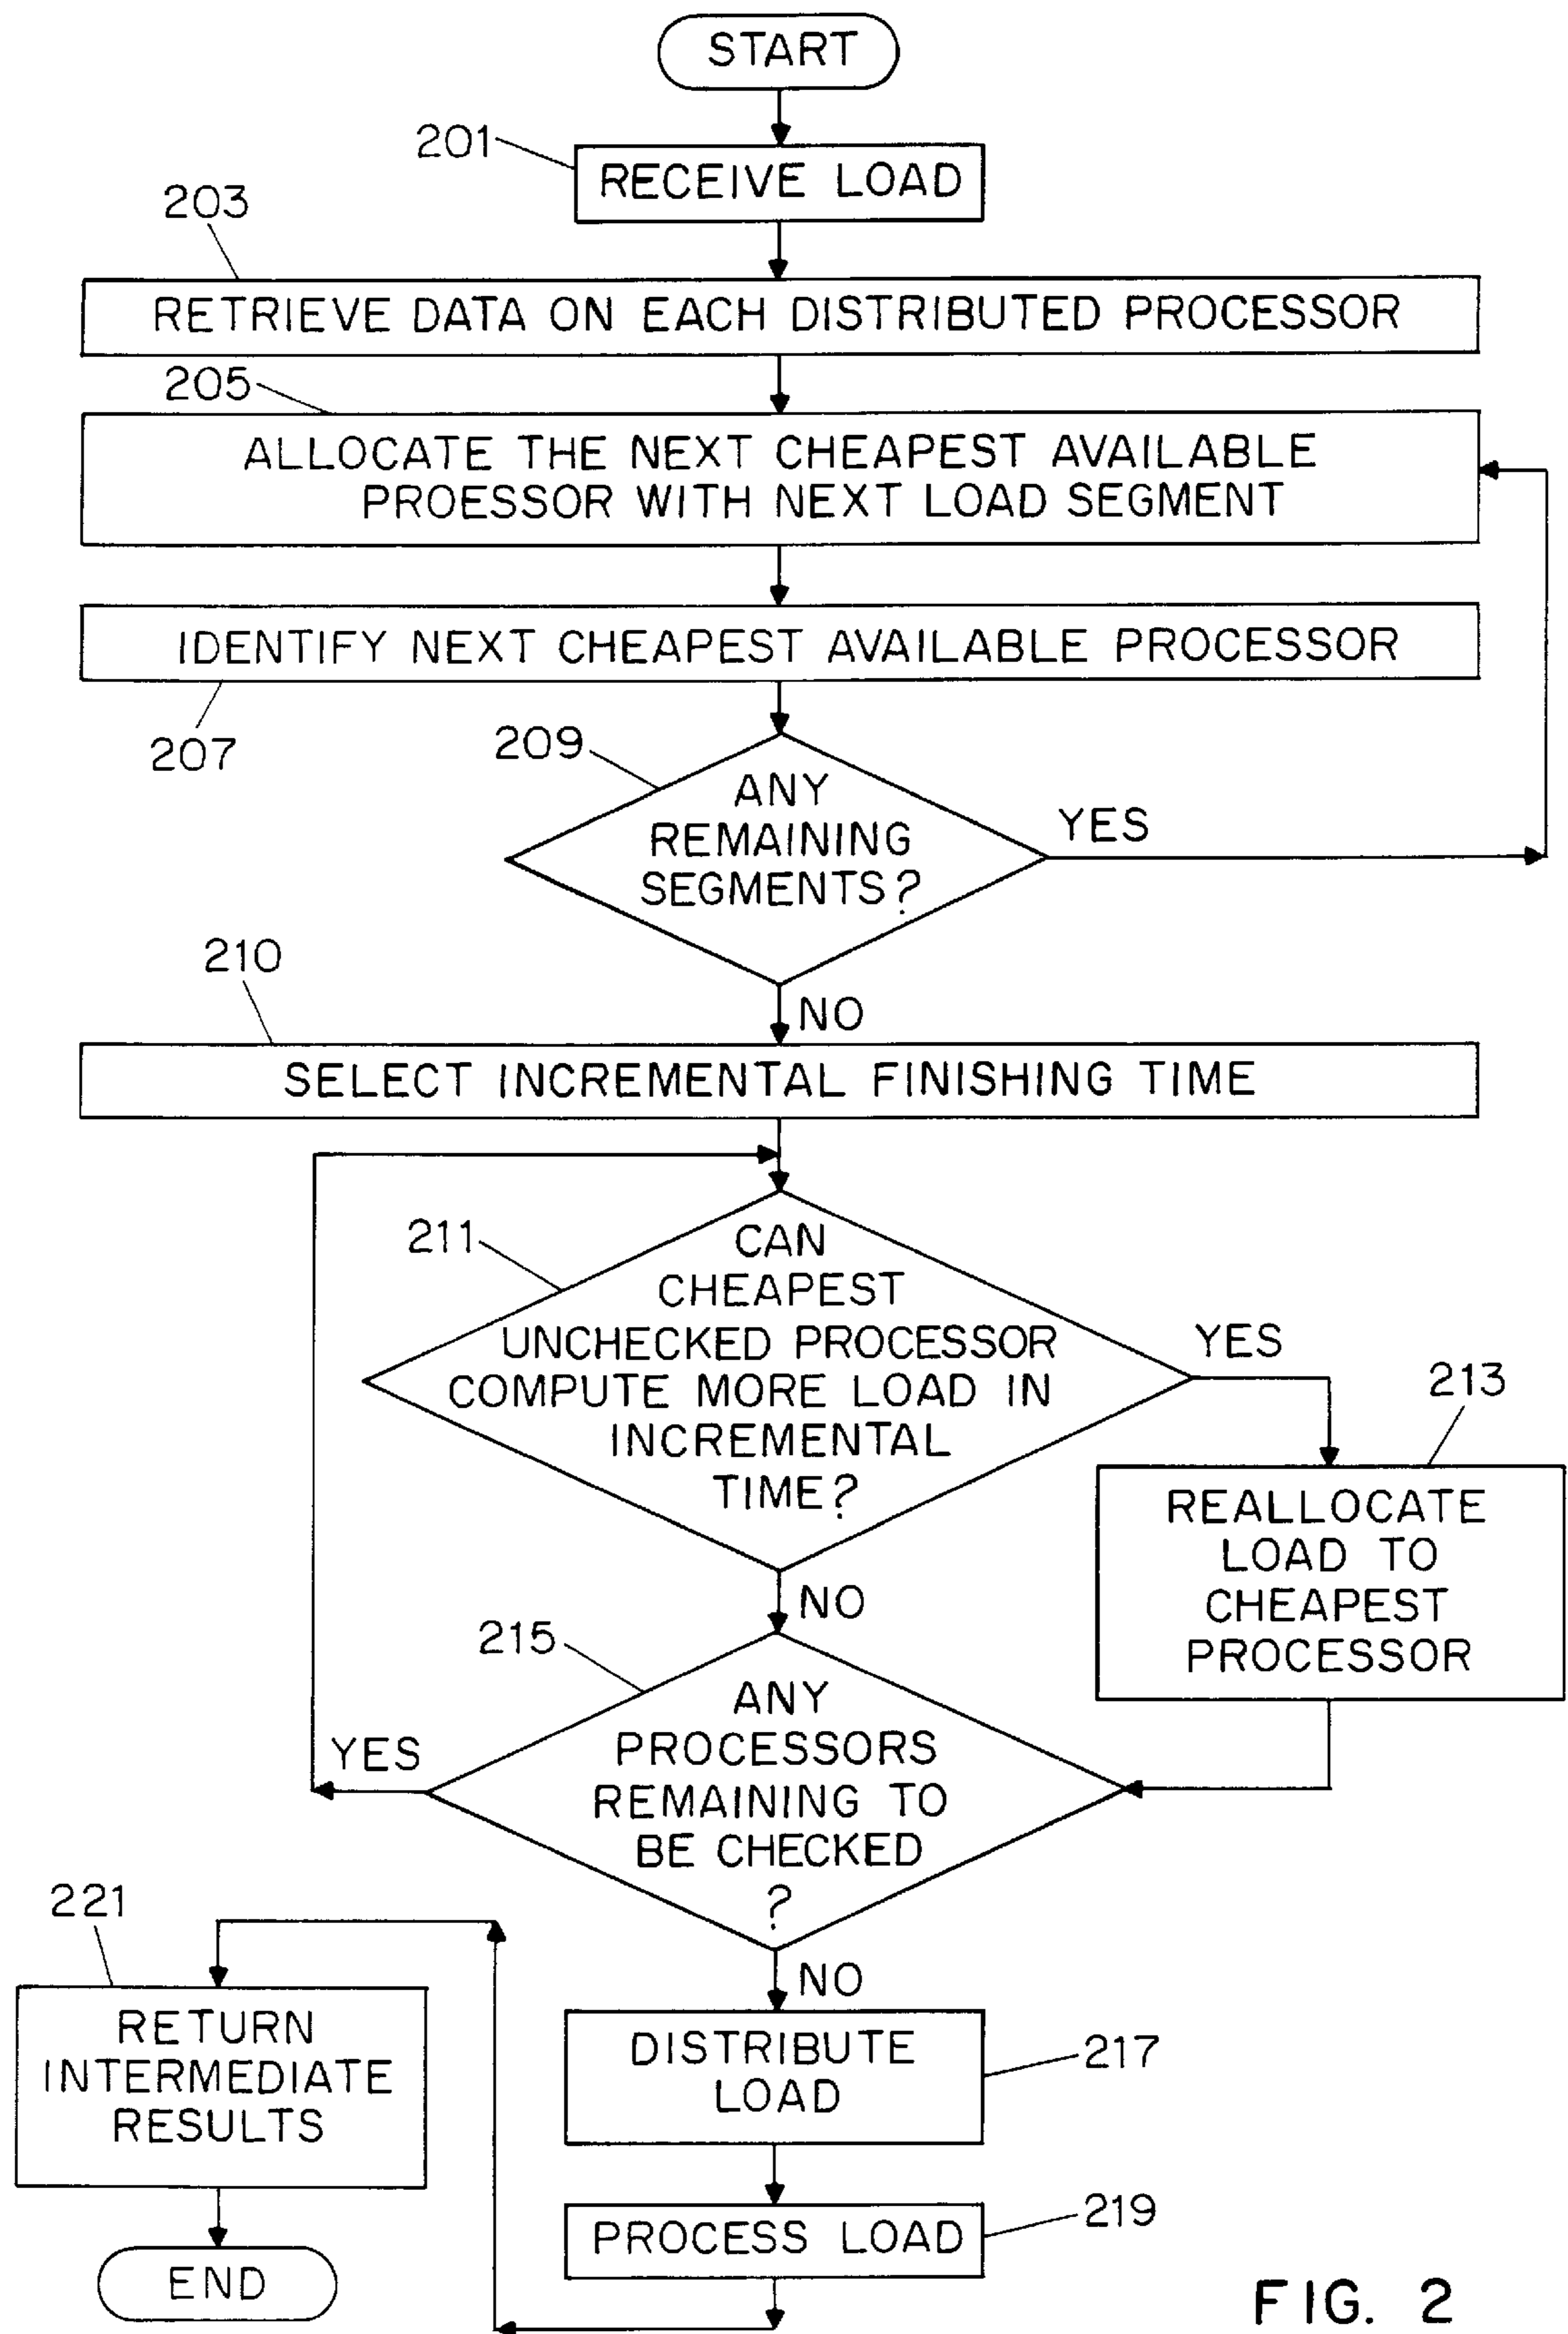 START
201
RECEIVE LOAD
203
RETRIEVE DATA ON EACH DISTRIBUTED PROCESSOR
205
ALLOCATE THE NEXT CHEAPEST AVAILABLE
PROESSOR WITH NEXT LOAD SEGMENT
IDENTIFY NEXT CHEAPEST AVAILABLE PROCESSOR
207
209
ANY
REMAINING
SEGMENTS?
YES
NO
210
SELECT INCREMENTAL FINISHING TIME
211
CAN
CHEAPEST
UNCHECKED PROCESSOR
COMPUTE MORE LOAD IN
INCREMENTAL
TIME?
YES
213
REALLOCATE
LOAD TO
CHEAPEST
PROCESSOR
NO
215
ANY
PROCESSORS
REMAINING TO
BE CHECKED
?
YES
NO
221
RETURN
INTERMEDIATE
RESULTS
DISTRIBUTE
LOAD
217
PROCESS LOAD
219
END
FIG. 2